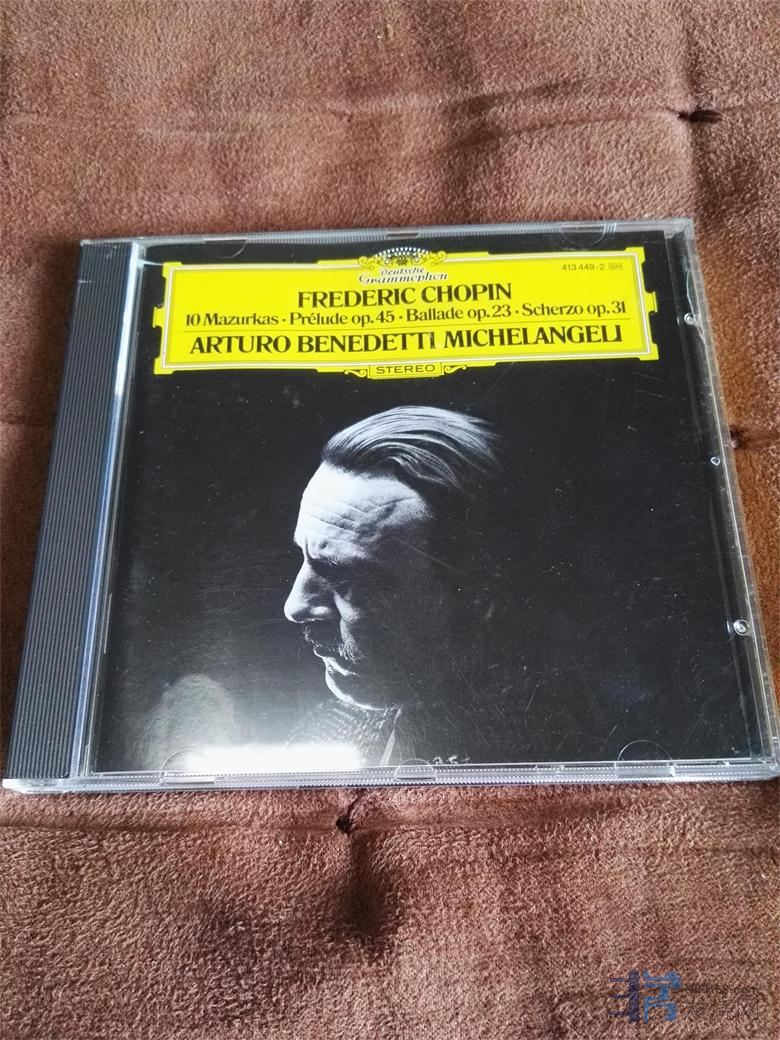 Deutsche
Grammophon
413 449-2 GH
FREDERIC CHOPIN
10 Mazurkas · Prélude op. 45 · Ballade op. 23 · Scherzo op. 31
ARTURO BENEDETTI MICHELANGELI
STEREO